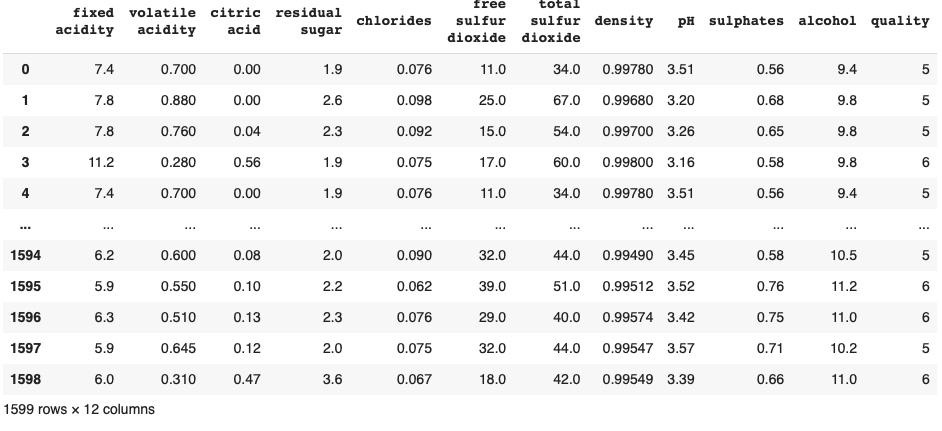 fixed acidity volatile acidity citric acid residual sugar chlorides free sulfur dioxide total sulfur dioxide density pH sulphates alcohol quality
0 7.4 0.700 0.00 1.9 0.076 11.0 34.0 0.99780 3.51 0.56 9.4 5
1 7.8 0.880 0.00 2.6 0.098 25.0 67.0 0.99680 3.20 0.68 9.8 5
2 7.8 0.760 0.04 2.3 0.092 15.0 54.0 0.99700 3.26 0.65 9.8 5
3 11.2 0.280 0.56 1.9 0.075 17.0 60.0 0.99800 3.16 0.58 9.8 6
4 7.4 0.700 0.00 1.9 0.076 11.0 34.0 0.99780 3.51 0.56 9.4 5
... ... ... ... ... ... ... ... ... ... ... ... ...
1594 6.2 0.600 0.08 2.0 0.090 32.0 44.0 0.99490 3.45 0.58 10.5 5
1595 5.9 0.550 0.10 2.2 0.062 39.0 51.0 0.99512 3.52 0.76 11.2 6
1596 6.3 0.510 0.13 2.3 0.076 29.0 40.0 0.99574 3.42 0.75 11.0 6
1597 5.9 0.645 0.12 2.0 0.075 32.0 44.0 0.99547 3.57 0.71 10.2 5
1598 6.0 0.310 0.47 3.6 0.067 18.0 42.0 0.99549 3.39 0.66 11.0 6
1599 rows × 12 columns